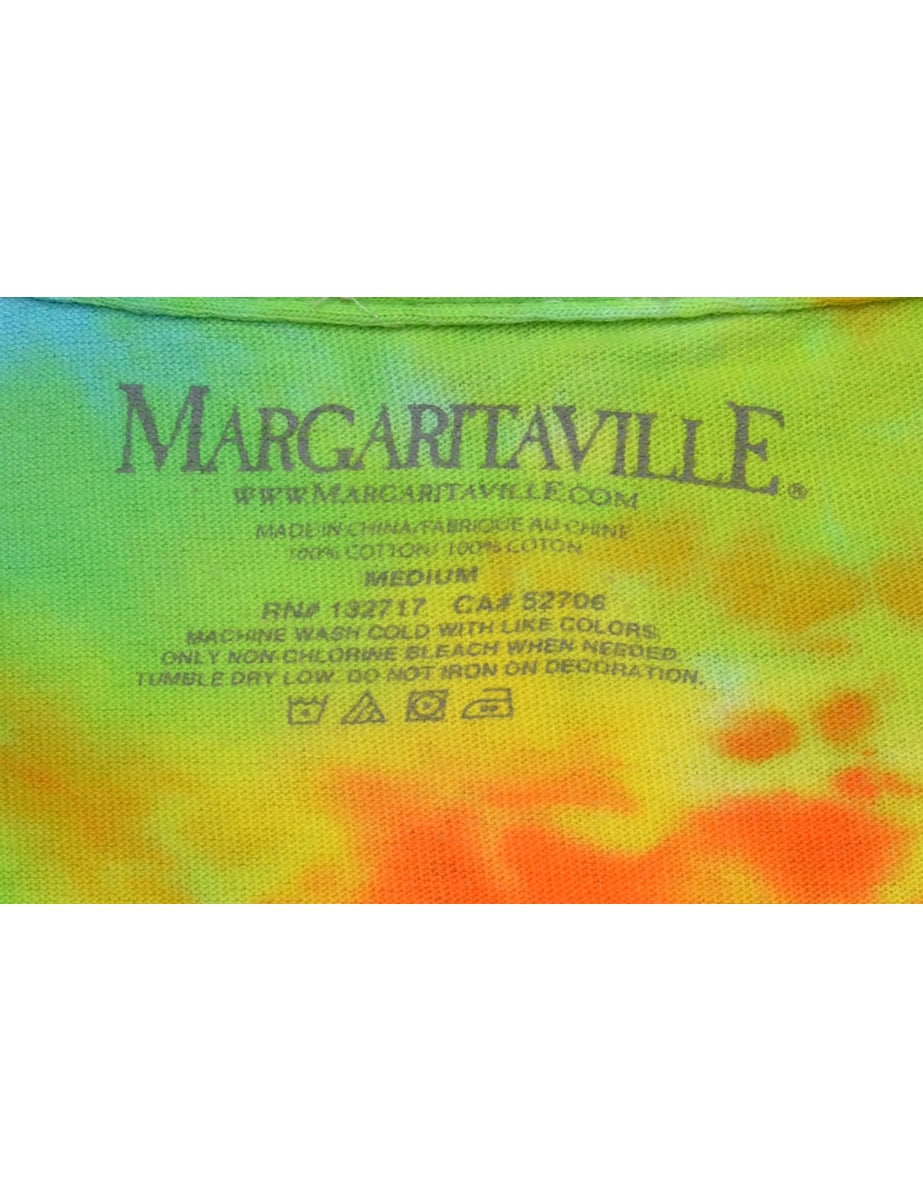 MARGARITAVILLE®
WWW.MARGARITAVILLE.COM
MADE IN CHINA/FABRIQUE AU CHINE
100% COTTON/ 100% COTON
MEDIUM
RN# 132717 CA# 52706
MACHINE WASH COLD WITH LIKE COLORS,
ONLY NON-CHLORINE BLEACH WHEN NEEDED.
TUMBLE DRY LOW. DO NOT IRON ON DECORATION.